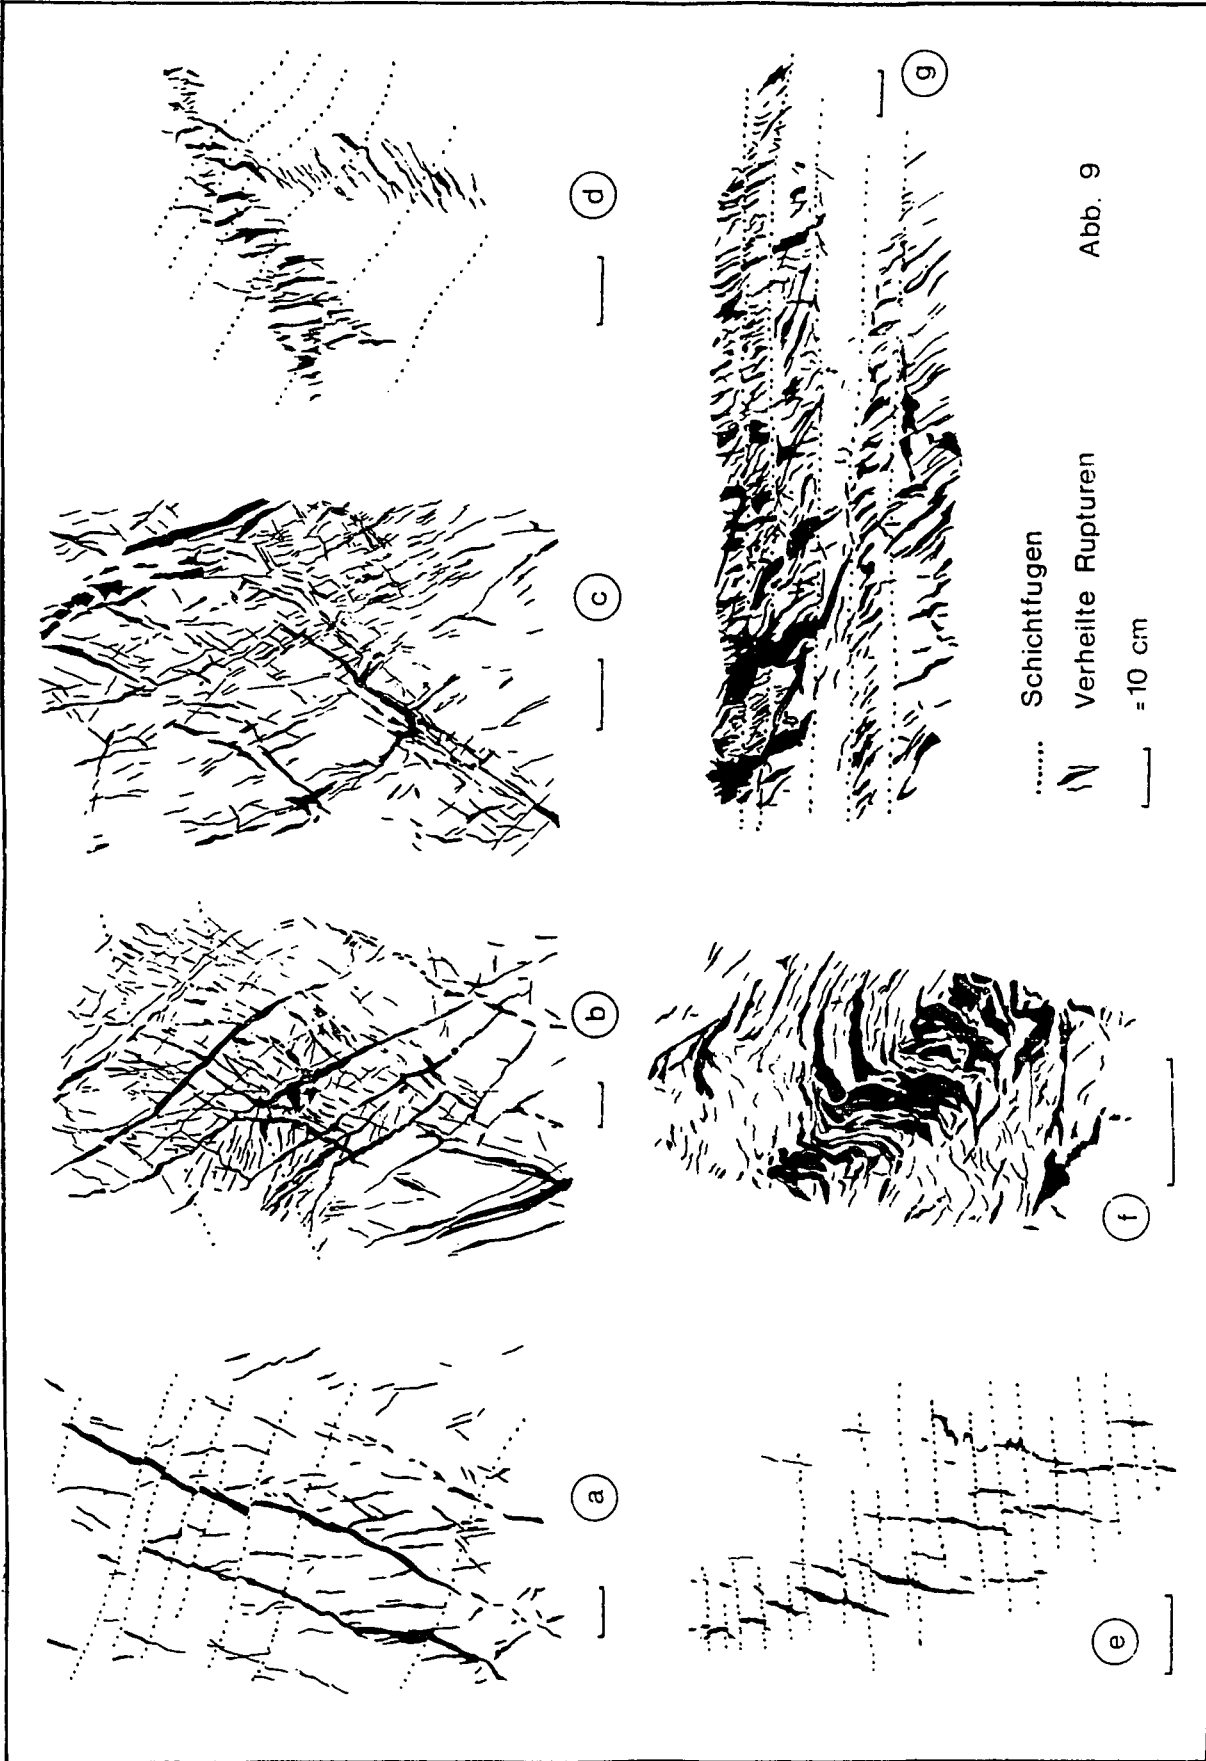 a
b
c
d
e
f
g
Schichtfugen
Verheilte Rupturen
= 10 cm
Abb. 9